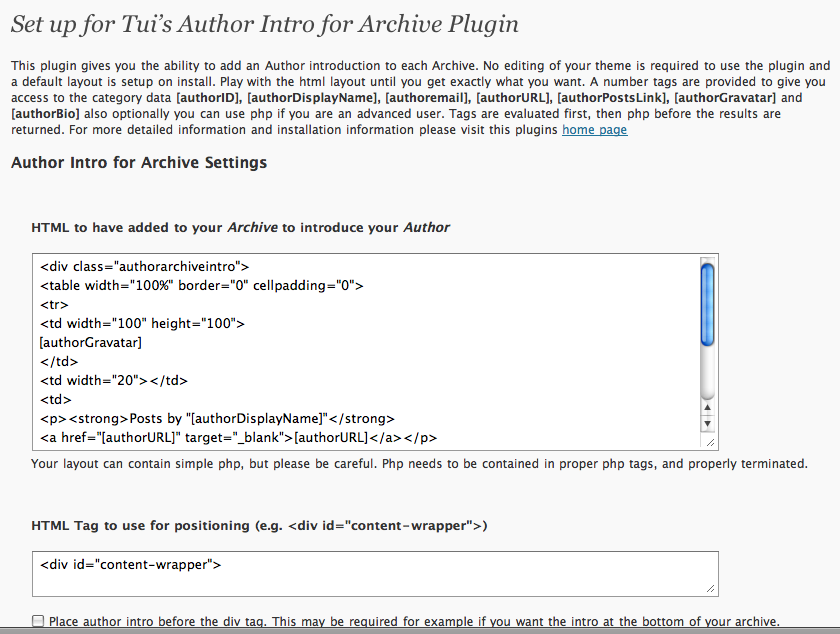 Set up for Tui's Author Intro for Archive Plugin
This plugin gives you the ability to add an Author introduction to each Archive. No editing of your theme is required to use the plugin and
a default layout is setup on install. Play with the html layout until you get exactly what you want. A number tags are provided to give you
access to the category data [authorID], [authorDisplayName], [authoremail], [authorURL], [authorPostsLink], [authorGravatar] and
[authorBio] also optionally you can use php if you are an advanced user. Tags are evaluated first, then php before the results are
returned. For more detailed information and installation information please visit this plugins home page
Author Intro for Archive Settings
HTML to have added to your Archive to introduce your Author
<div class="authorarchiveintro">
<table width="100%" border="0" cellpadding="0">
<tr>
<td width="100" height="100">
[authorGravatar]
</td>
<td width="20"></td>
<td>
<p><strong>Posts by "[authorDisplayName]"</strong>
<a href="[authorURL]" target="_blank">[authorURL]</a></p>
Your layout can contain simple php, but please be careful. Php needs to be contained in proper php tags, and properly terminated.
HTML Tag to use for positioning (e.g. <div id="content-wrapper">)
<div id="content-wrapper">
Place author intro before the div tag. This may be required for example if you want the intro at the bottom of your archive.